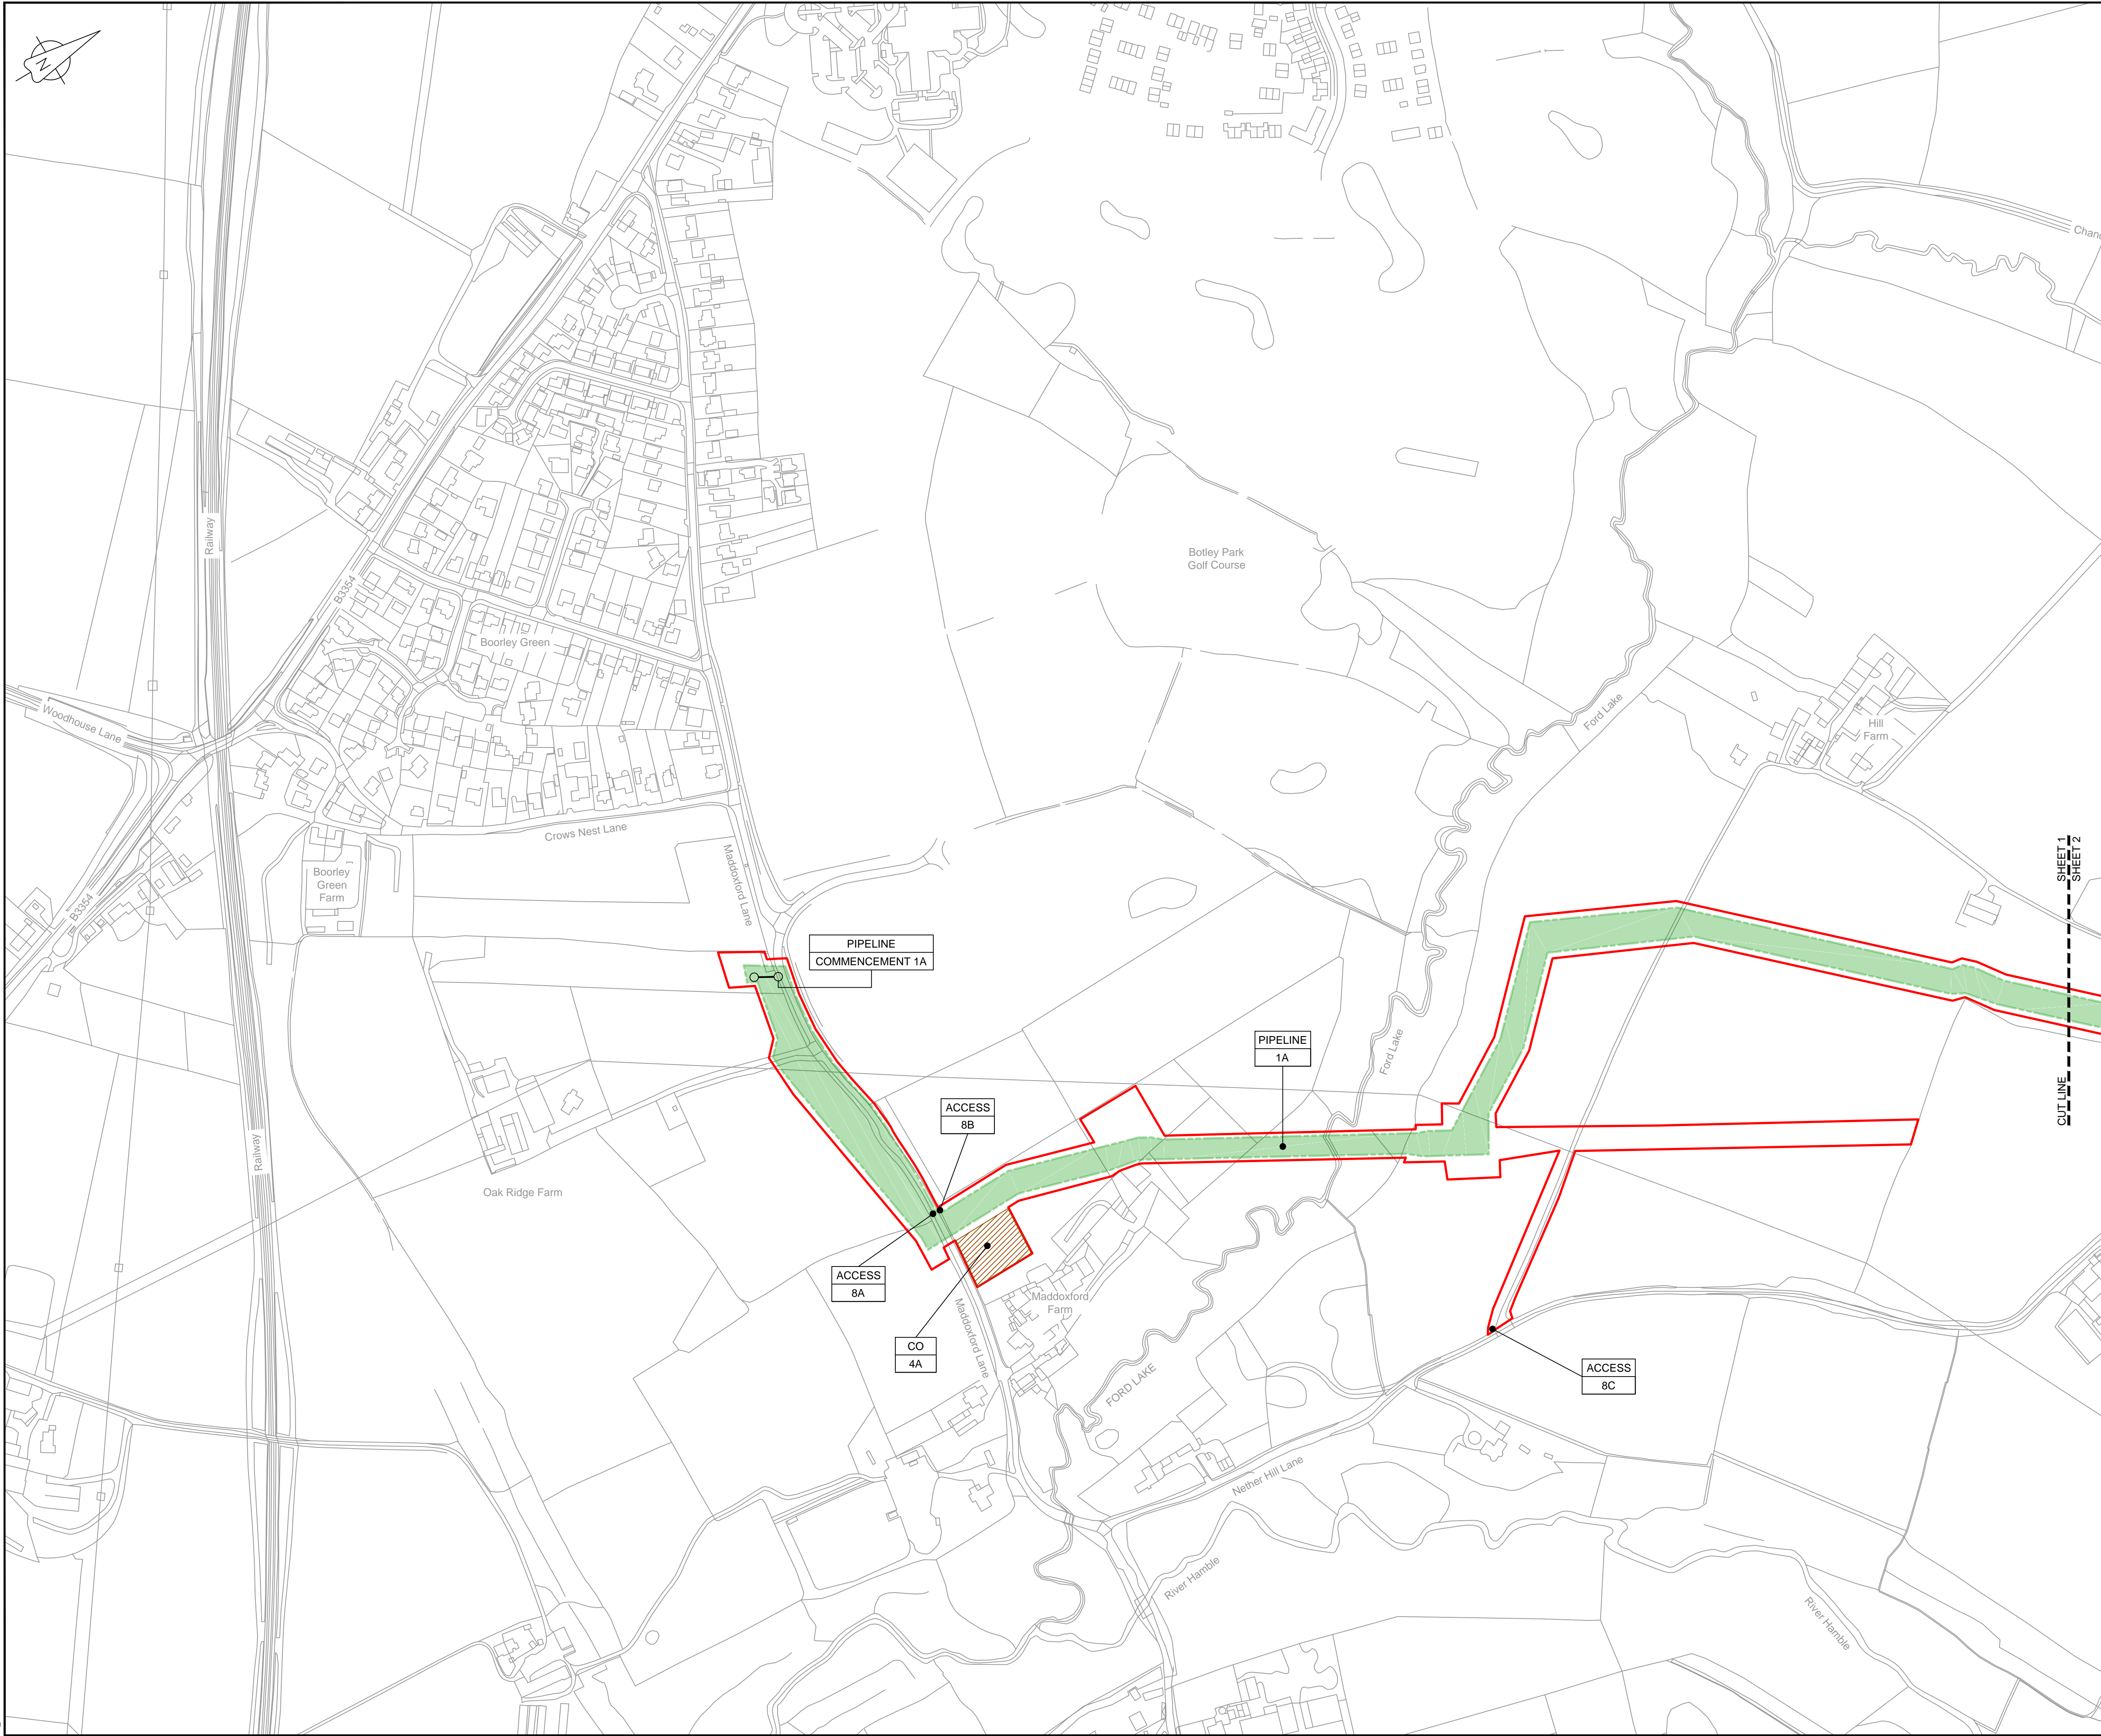 N
Chand
Railway
B3354
Botley Park
Golf Course
Boorley Green
Woodhouse Lane
Ford Lake
Hill
Farm
Crows Nest Lane
Boorley
Green
Farm
B3354
Maddoxford Lane
SHEET 1
SHEET 2
PIPELINE
COMMENCEMENT 1A
PIPELINE
1A
Ford Lake
ACCESS
8B
CUT LINE
Railway
Oak Ridge Farm
ACCESS
8A
Maddoxford
Farm
Maddoxford Lane
CO
4A
FORD LAKE
ACCESS
8C
Nether Hill Lane
River Hamble
River Hamble